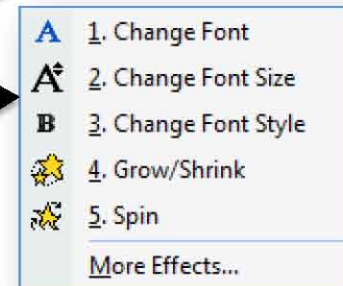 1. Change Font
2. Change Font Size
3. Change Font Style
4. Grow/Shrink
5. Spin
More Effects...